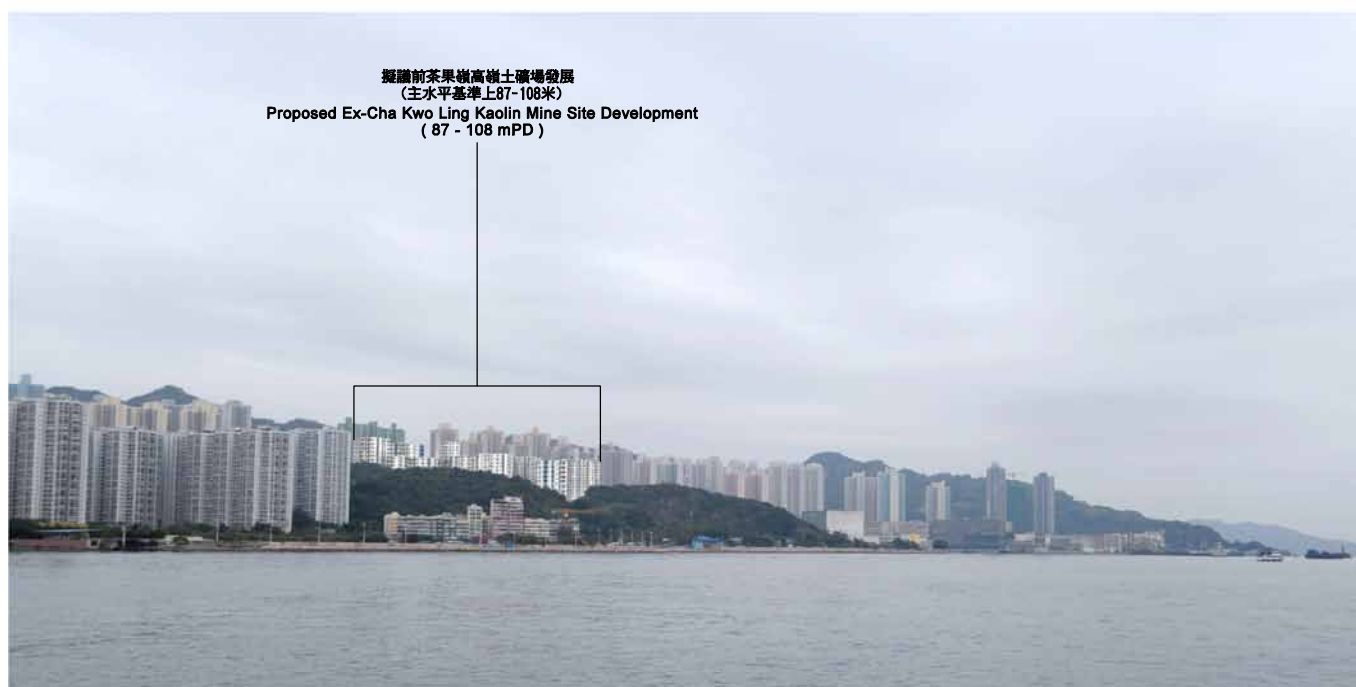 擬議前茶果嶺高嶺土礦場發展
（主水平基準上87-108米）
Proposed Ex-Cha Kwo Ling Kaolin Mine Site Development
( 87 - 108 mPD )